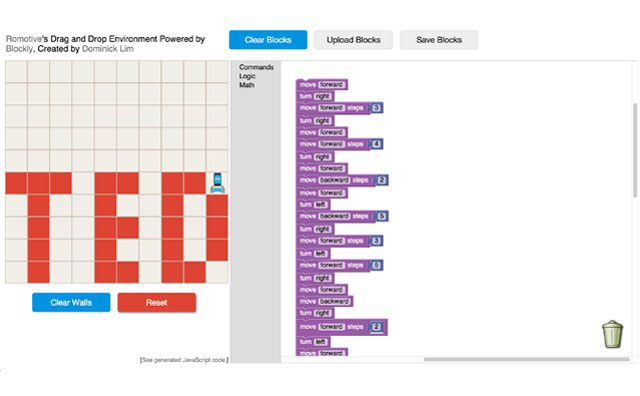 Romotive's Drag and Drop Environment Powered by
Blockly, Created by Dominick Lim
Clear Blocks
Upload Blocks
Save Blocks
Commands
Logic
Math
move forward
turn right
move forward steps 3
turn right
move forward
move forward steps 4
turn right
move forward
move backward steps 2
move forward
turn left
move backward steps 5
turn right
move forward steps 3
turn left
move forward steps 5
turn right
move forward
move backward
turn right
move forward steps 2
turn left
move forward
TED
Clear Walls
Reset
[See generated JavaScript code.]